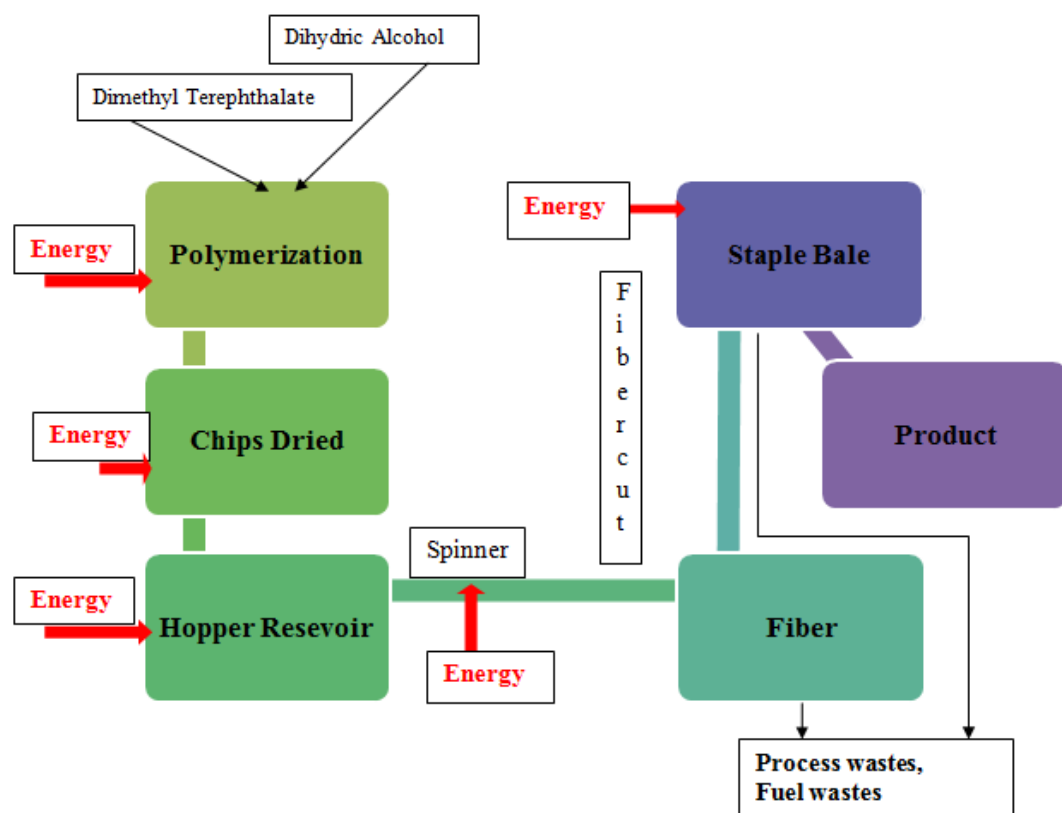 Dihydric Alcohol
Dimethyl Terephthalate
Energy
Polymerization
Energy
Staple Bale
Energy
Chips Dried
F
i
b
e
r
c
u
t
Product
Energy
Hopper Resevoir
Spinner
Energy
Fiber
Process wastes,
Fuel wastes